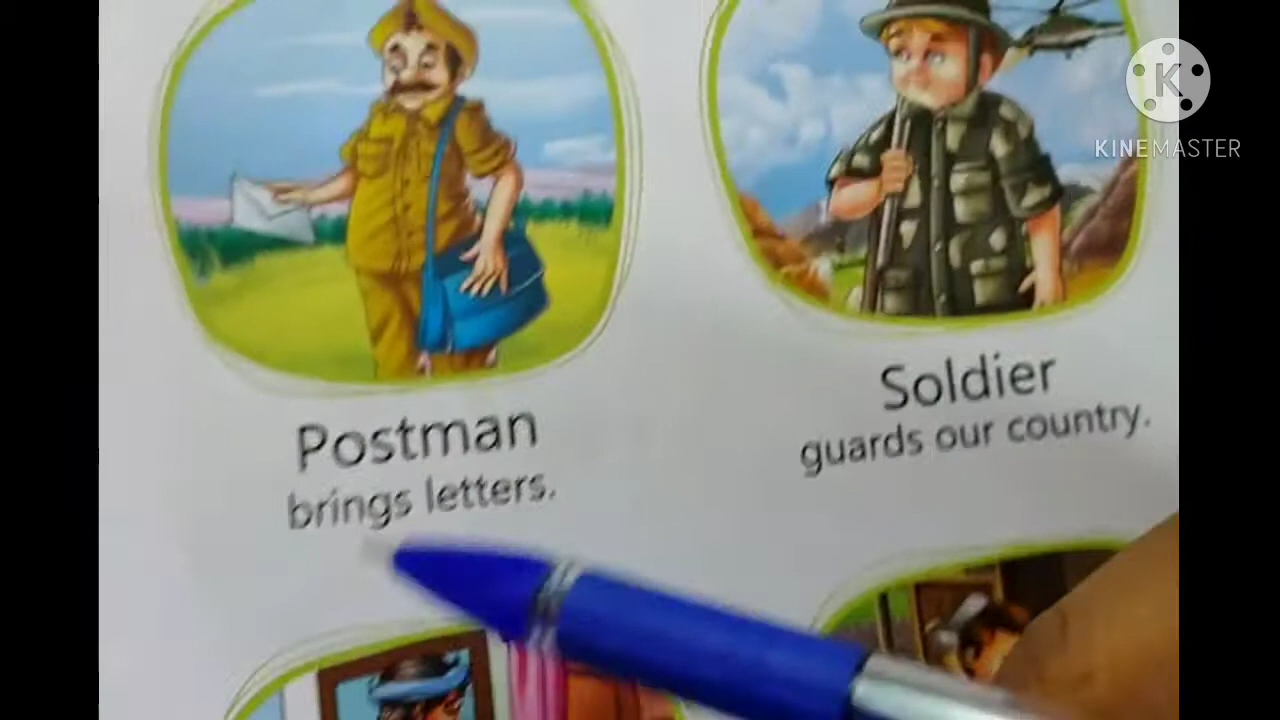 K
KINEMASTER
Postman
brings letters.
Soldier
guards our country.